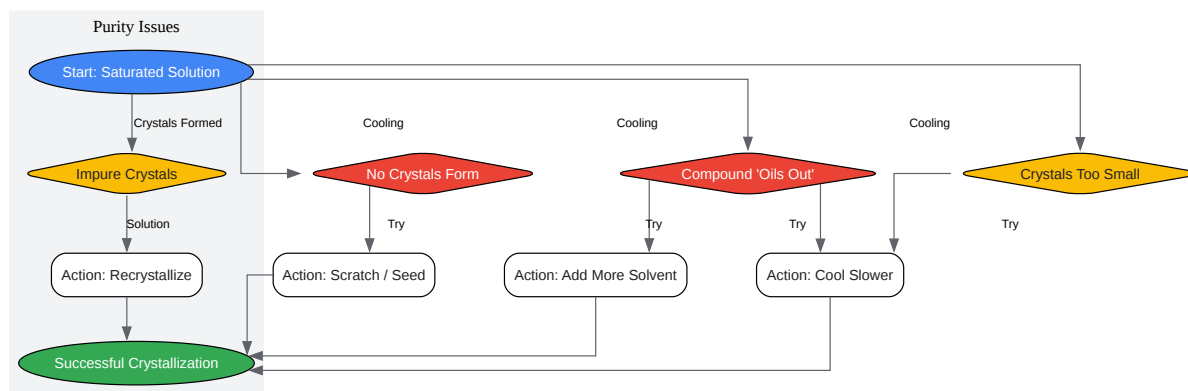 Purity Issues
Start: Saturated Solution
Crystals Formed
Cooling
Cooling
Cooling
Impure Crystals
No Crystals Form
Compound 'Oils Out'
Crystals Too Small
Solution
Try
Try
Try
Try
Action: Recrystallize
Action: Scratch / Seed
Action: Add More Solvent
Action: Cool Slower
Successful Crystallization